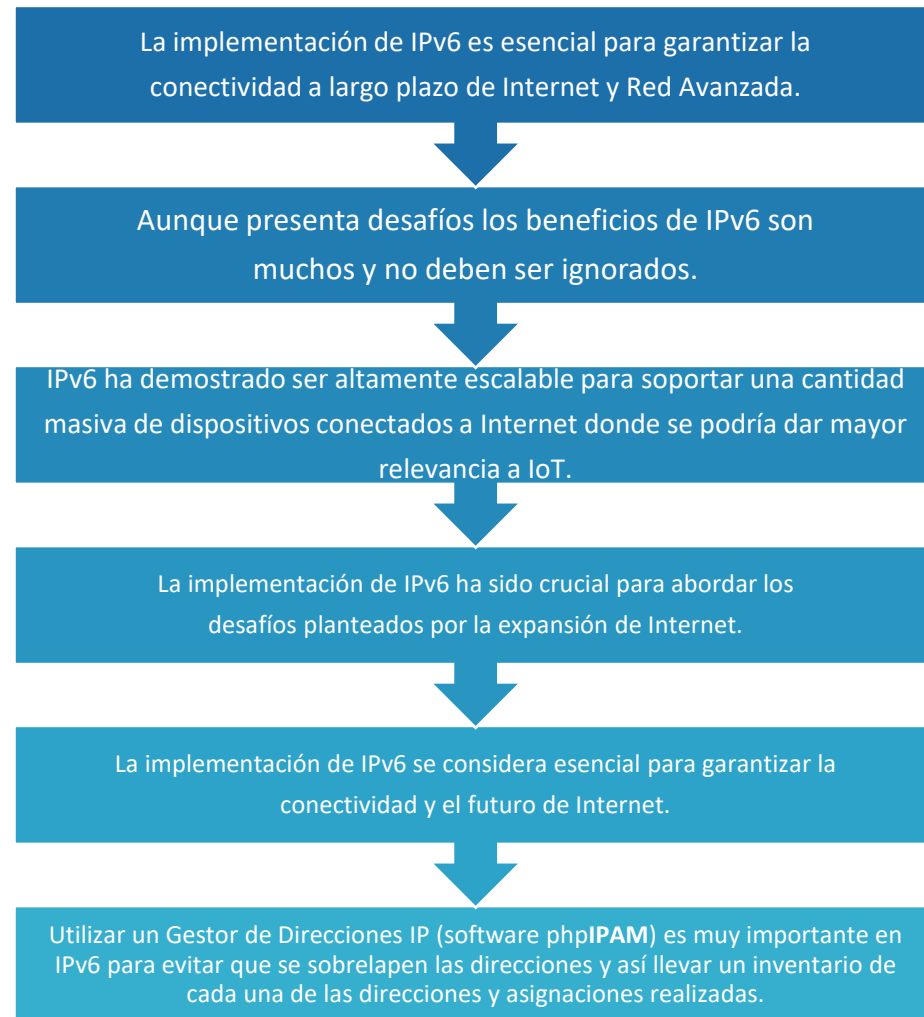 La implementación de IPv6 es esencial para garantizar la
conectividad a largo plazo de Internet y Red Avanzada.
Aunque presenta desafíos los beneficios de IPv6 son
muchos y no deben ser ignorados.
IPv6 ha demostrado ser altamente escalable para soportar una cantidad
masiva de dispositivos conectados a Internet donde se podría dar mayor
relevancia a IoT.
La implementación de IPv6 ha sido crucial para abordar los
desafíos planteados por la expansión de Internet.
La implementación de IPv6 se considera esencial para garantizar la
conectividad y el futuro de Internet.
Utilizar un Gestor de Direcciones IP (software phpIPAM) es muy importante en
IPv6 para evitar que se sobrelapen las direcciones y así llevar un inventario de
cada una de las direcciones y asignaciones realizadas.